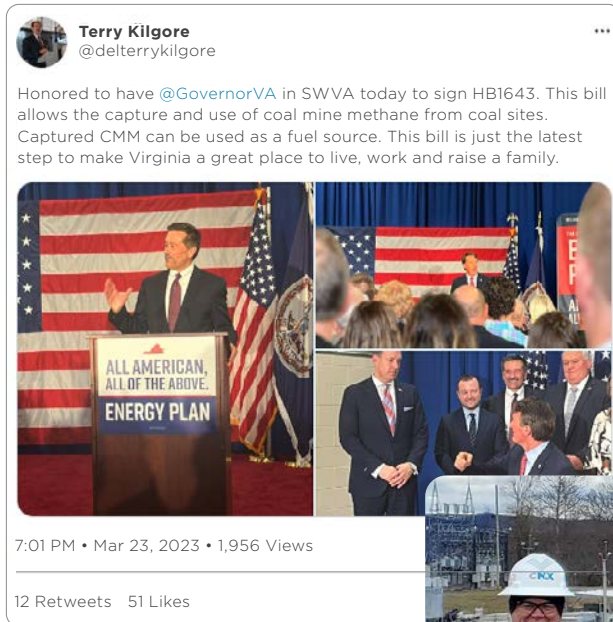 Terry Kilgore
@delterrykilgore
Honored to have @GovernorVA in SWVA today to sign HB1643. This bill
allows the capture and use of coal mine methane from coal sites.
Captured CMM can be used as a fuel source. This bill is just the latest
step to make Virginia a great place to live, work and raise a family.
ALL AMERICAN,
ALL OF THE ABOVE.
ENERGY PLAN
7:01 PM • Mar 23, 2023 • 1,956 Views
CNX
12 Retweets 51 Likes